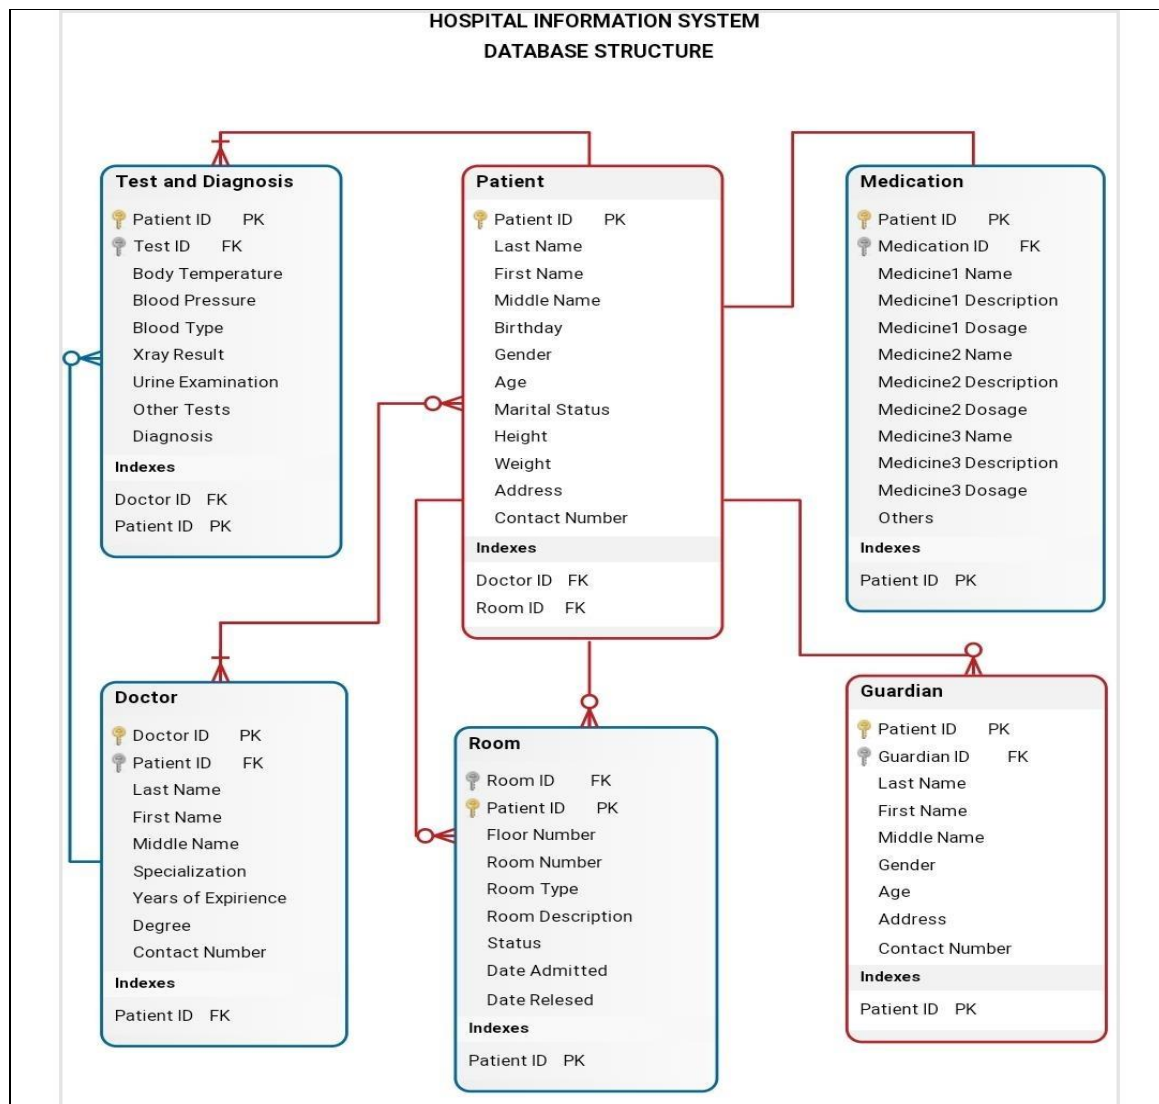 HOSPITAL INFORMATION SYSTEM
DATABASE STRUCTURE
Test and Diagnosis
Patient ID PK
Test ID FK
Body Temperature
Blood Pressure
Blood Type
Xray Result
Urine Examination
Other Tests
Diagnosis
Indexes
Doctor ID FK
Patient ID PK
Patient
Patient ID PK
Last Name
First Name
Middle Name
Birthday
Gender
Age
Marital Status
Height
Weight
Address
Contact Number
Indexes
Doctor ID FK
Room ID FK
Medication
Patient ID PK
Medication ID FK
Medicine1 Name
Medicine1 Description
Medicine1 Dosage
Medicine2 Name
Medicine2 Description
Medicine2 Dosage
Medicine3 Name
Medicine3 Description
Medicine3 Dosage
Others
Indexes
Patient ID PK
Doctor
Doctor ID PK
Patient ID FK
Last Name
First Name
Middle Name
Specialization
Years of Expirience
Degree
Contact Number
Indexes
Patient ID FK
Room
Room ID FK
Patient ID PK
Floor Number
Room Number
Room Type
Room Description
Status
Date Admitted
Date Relesed
Indexes
Patient ID PK
Guardian
Patient ID PK
Guardian ID FK
Last Name
First Name
Middle Name
Gender
Age
Address
Contact Number
Indexes
Patient ID PK